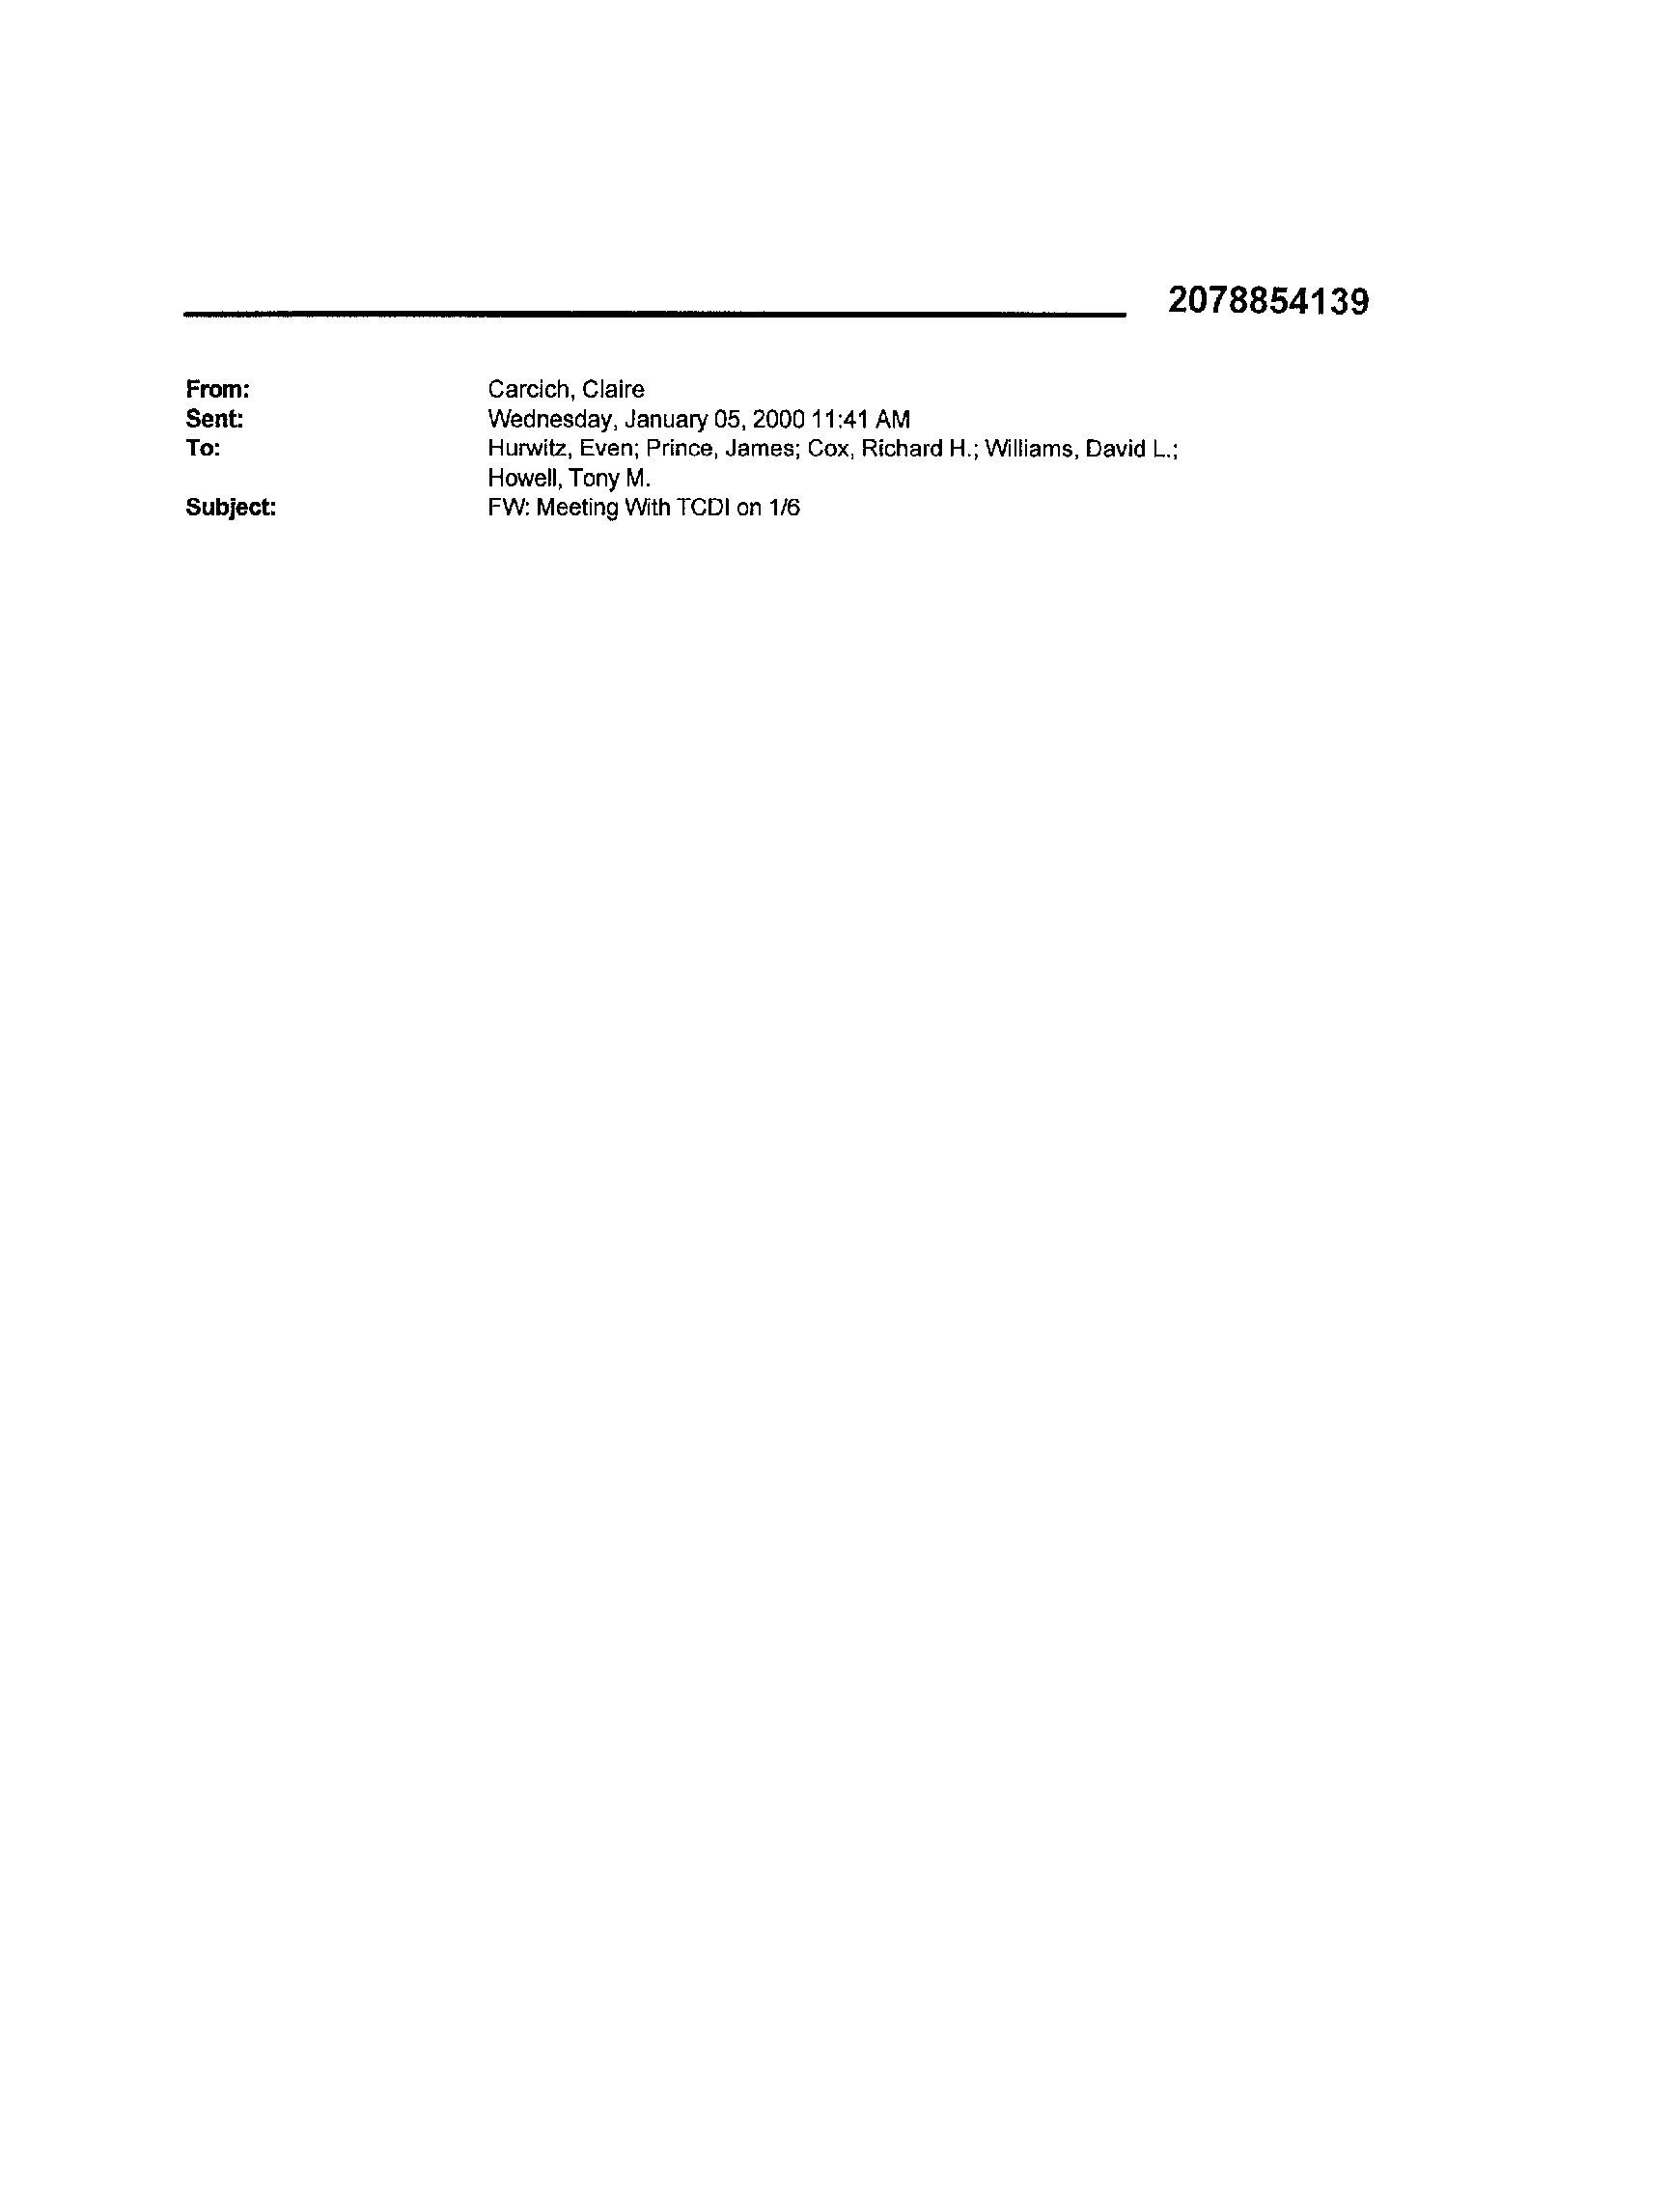 2078854139
From: Carcich, Claire
Sent: Wednesday, January 05, 2000 11:41 AM
To: Hurwitz, Even; Prince, James; Cox, Richard H.; Williams, David L.;
Howell, Tony M.
Subject: FW: Meeting With TCDI on 1/6